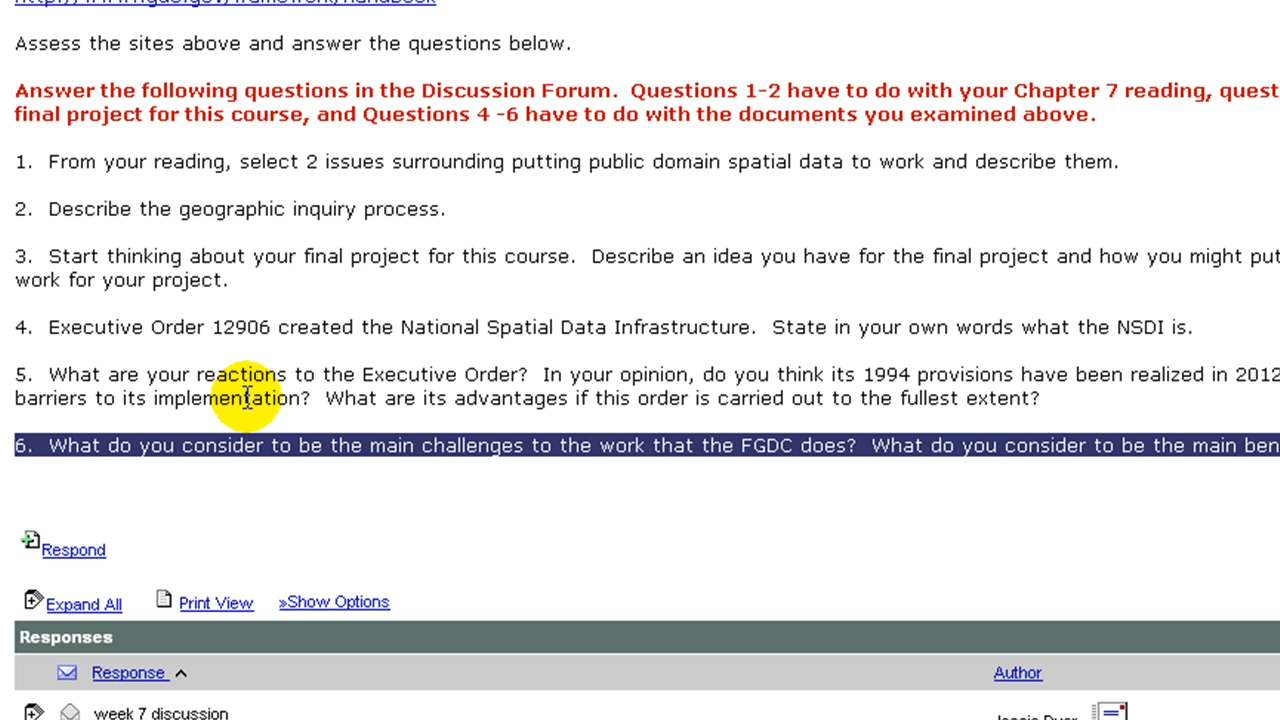 Assess the sites above and answer the questions below.
Answer the following questions in the Discussion Forum.  Questions 1-2 have to do with your Chapter 7 reading, quest
final project for this course, and Questions 4 -6 have to do with the documents you examined above.
1.  From your reading, select 2 issues surrounding putting public domain spatial data to work and describe them.
2.  Describe the geographic inquiry process.
3.  Start thinking about your final project for this course.  Describe an idea you have for the final project and how you might put
work for your project.
4.  Executive Order 12906 created the National Spatial Data Infrastructure.  State in your own words what the NSDI is.
5.  What are your reactions to the Executive Order?  In your opinion, do you think its 1994 provisions have been realized in 2012
barriers to its implementation?  What are its advantages if this order is carried out to the fullest extent?
6.  What do you consider to be the main challenges to the work that the FGDC does?  What do you consider to be the main ben
Respond
Expand All Print View »Show Options
Responses
Response Author
week 7 discussion